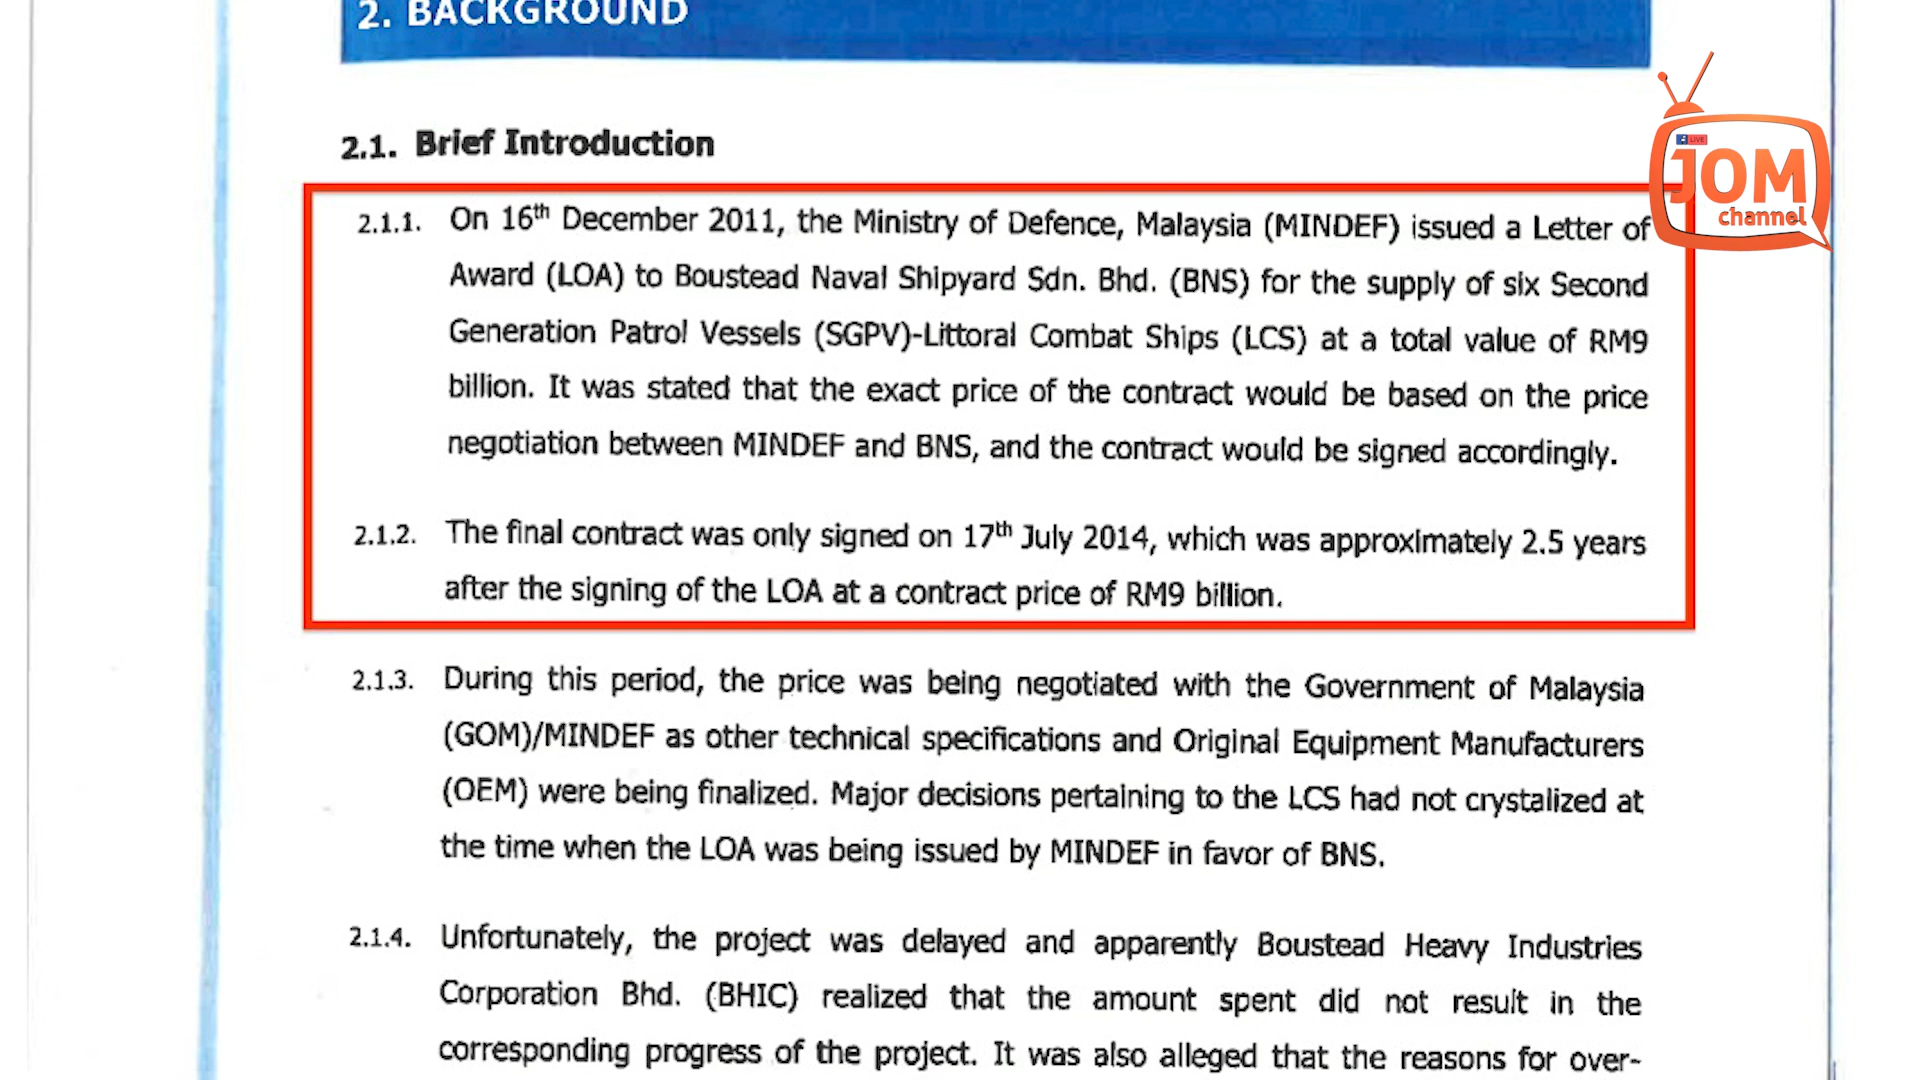 2. BACKGROUND
2.1. Brief Introduction
2.1.1. On 16th December 2011, the Ministry of Defence, Malaysia (MINDEF) issued a Letter of
Award (LOA) to Boustead Naval Shipyard Sdn. Bhd. (BNS) for the supply of six Second
Generation Patrol Vessels (SGPV)-Littoral Combat Ships (LCS) at a total value of RM9
billion. It was stated that the exact price of the contract would be based on the price
negotiation between MINDEF and BNS, and the contract would be signed accordingly.
2.1.2. The final contract was only signed on 17th July 2014, which was approximately 2.5 years
after the signing of the LOA at a contract price of RM9 billion.
2.1.3. During this period, the price was being negotiated with the Government of Malaysia
(GOM)/MINDEF as other technical specifications and Original Equipment Manufacturers
(OEM) were being finalized. Major decisions pertaining to the LCS had not crystalized at
the time when the LOA was being issued by MINDEF in favor of BNS.
2.1.4. Unfortunately, the project was delayed and apparently Boustead Heavy Industries
Corporation Bhd. (BHIC) realized that the amount spent did not result in the
corresponding progress of the project. It was also alleged that the reasons for over-
LIVE
JOM
channel